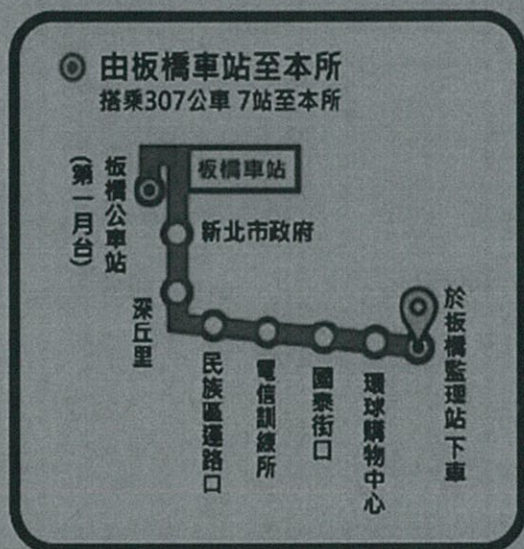 由板橋車站至本所
搭乘307公車 7站至本所
板橋車站
板橋公車站
(第一月台)
新北市政府
深丘里
民族區運路口
電信訓練所
國泰街口
環球購物中心
於板橋監理站下車